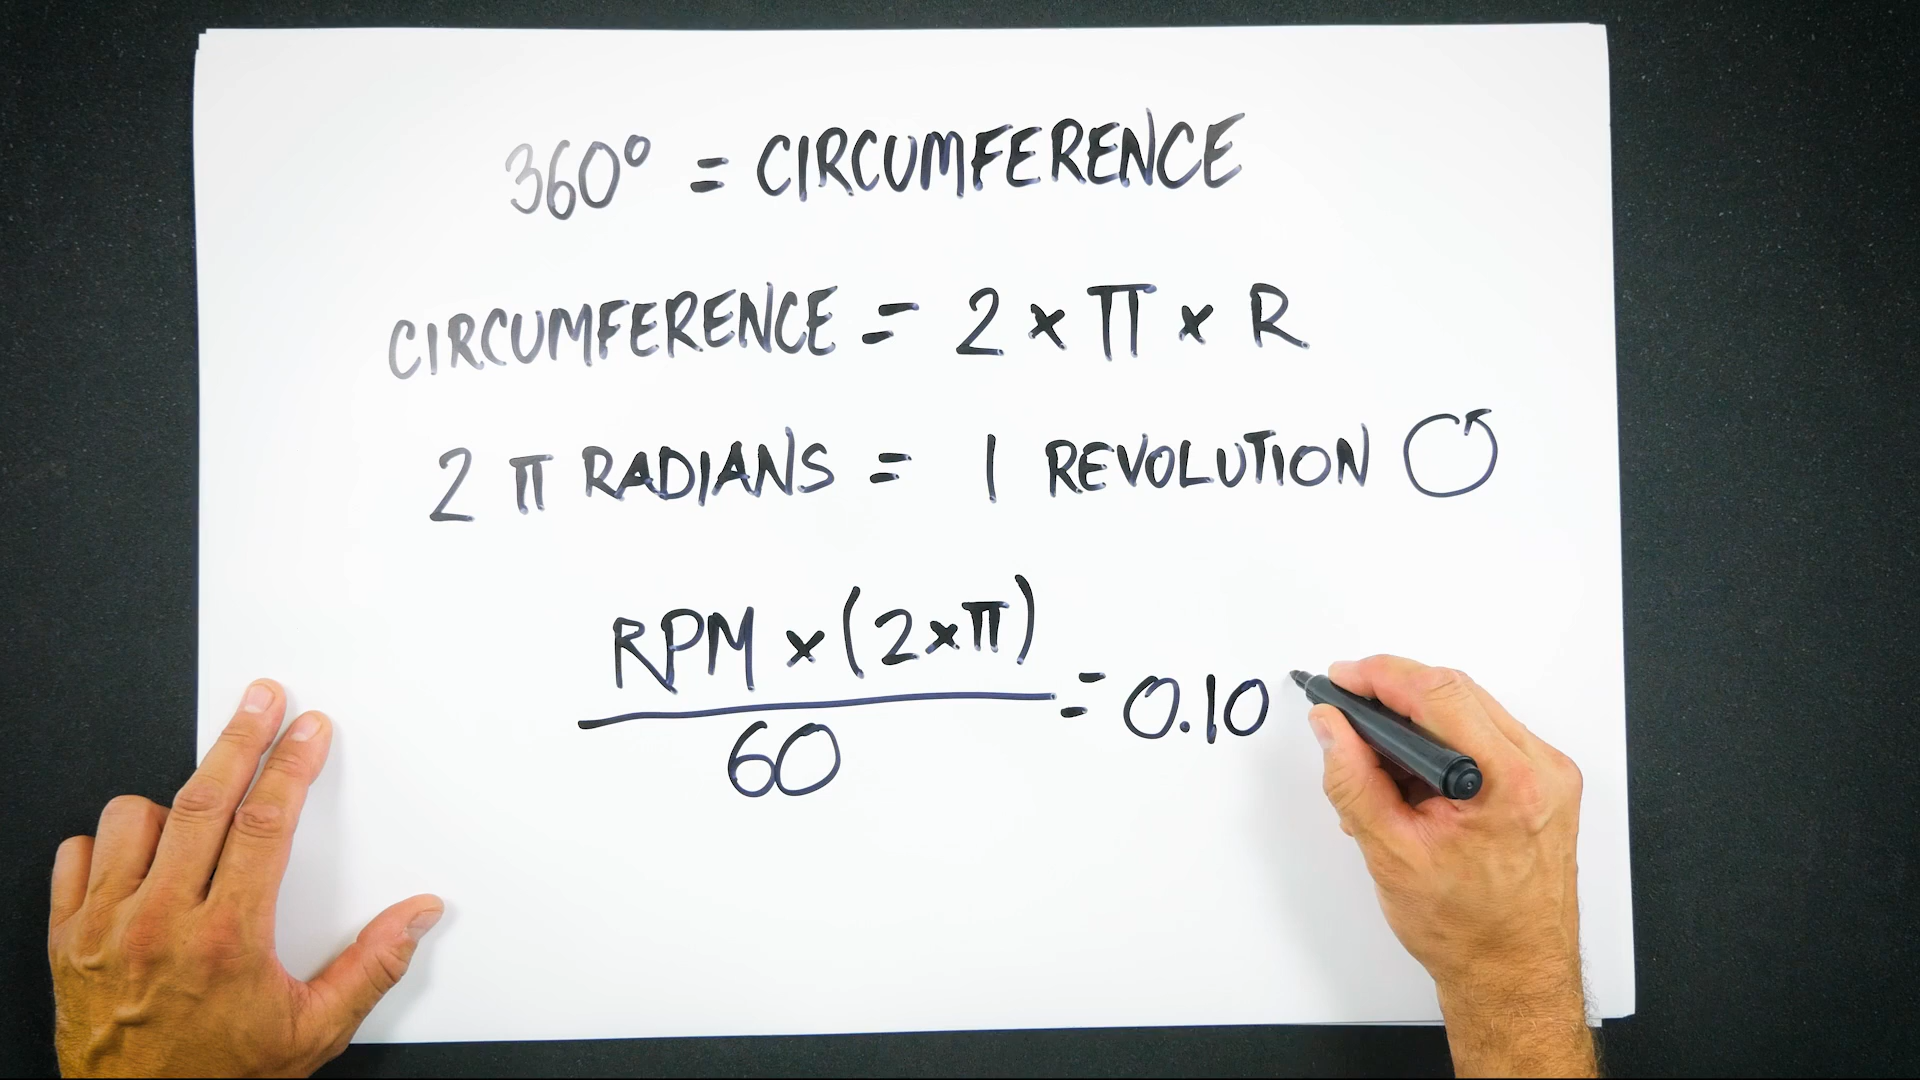 360° = CIRCUMFERENCE
CIRCUMFERENCE = 2 × π × R
2 π RADIANS = 1 REVOLUTION
RPM × (2×π)
= 0.10
60